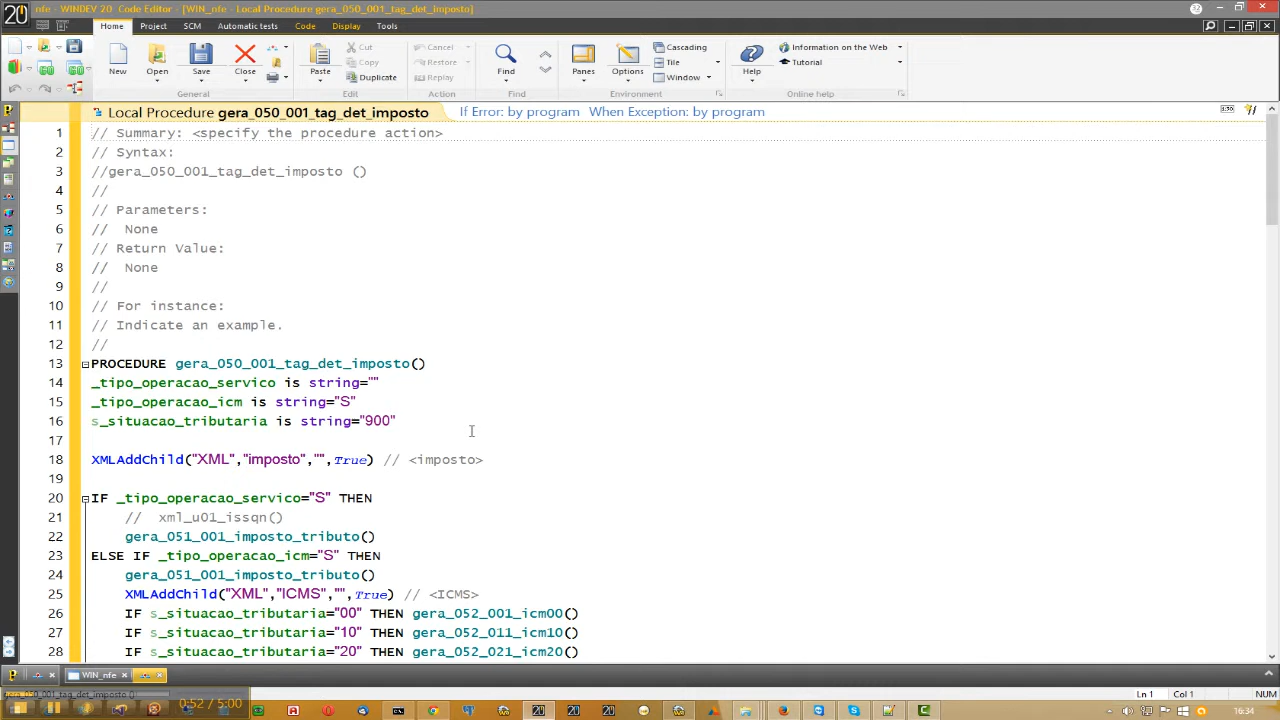 20 nfe - WINDEV 20 Code Editor - [WIN_nfe - Local Procedure gera_050_001_tag_det_imposto]
Home Project SCM Automatic tests Code Display Tools
New Open Save Close General
Paste Cut Copy Duplicate Edit
Cancel Restore Replay Action
Find Find
Panes Options Cascading Tile Window Environment
Help Information on the Web Tutorial Online help
Local Procedure gera_050_001_tag_det_imposto If Error: by program When Exception: by program
1 // Summary: <specify the procedure action>
2 // Syntax:
3 //gera_050_001_tag_det_imposto ()
4 //
5 // Parameters:
6 // None
7 // Return Value:
8 // None
9 //
10 // For instance:
11 // Indicate an example.
12 //
13 PROCEDURE gera_050_001_tag_det_imposto()
14 _tipo_operacao_servico is string=""
15 _tipo_operacao_icm is string="S"
16 s_situacao_tributaria is string="900"
17
18 XMLAddChild("XML","imposto","",True) // <imposto>
19
20 IF _tipo_operacao_servico="S" THEN
21 // xml_u01_issqn()
22 gera_051_001_imposto_tributo()
23 ELSE IF _tipo_operacao_icm="S" THEN
24 gera_051_001_imposto_tributo()
25 XMLAddChild("XML","ICMS","",True) // <ICMS>
26 IF s_situacao_tributaria="00" THEN gera_052_001_icm00()
27 IF s_situacao_tributaria="10" THEN gera_052_011_icm10()
28 IF s_situacao_tributaria="20" THEN gera_052_021_icm20()
WIN_nfe
gera_050_001_tag_det_imposto () Ln 1 Col 1 NUM
0:52 / 5:00 16:34